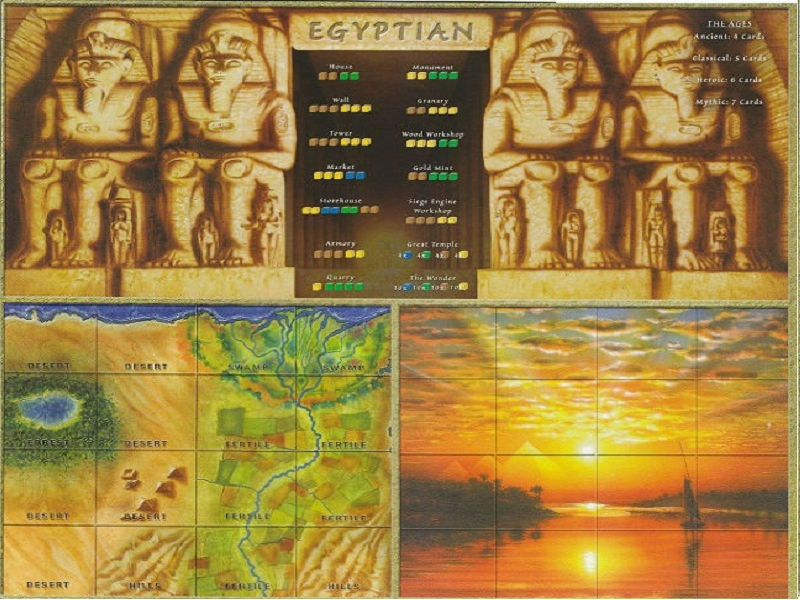 EGYPTIAN
THE AGES
Ancient: 4 Cards
Classical: 5 Cards
Heroic: 6 Cards
Mythic: 7 Cards
House
Wall
Tower
Market
Storehouse
Armory
Quarry
Monument
Granary
Wood Workshop
Gold Mint
Siege Engine
Workshop
Great Temple
The Wonder
DESERT DESERT SWAMP SWAMP
FOREST DESERT FERTILE FERTILE
DESERT DESERT FERTILE FERTILE
DESERT HILLS FERTILE HILLS